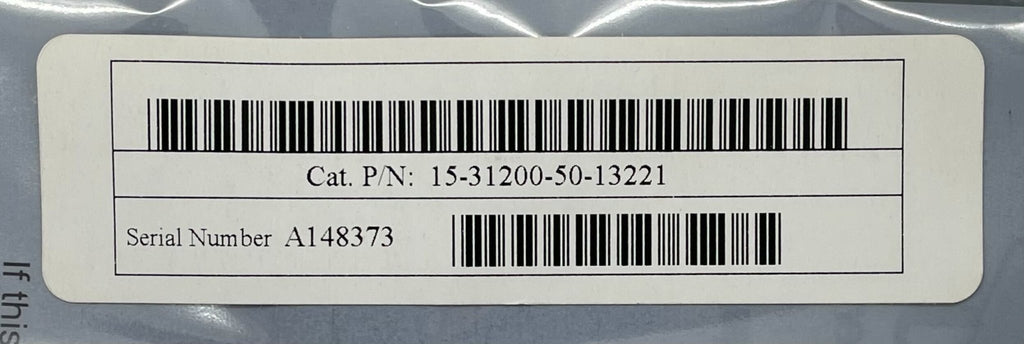 Cat. P/N: 15-31200-50-13221
Serial Number A148373
If this